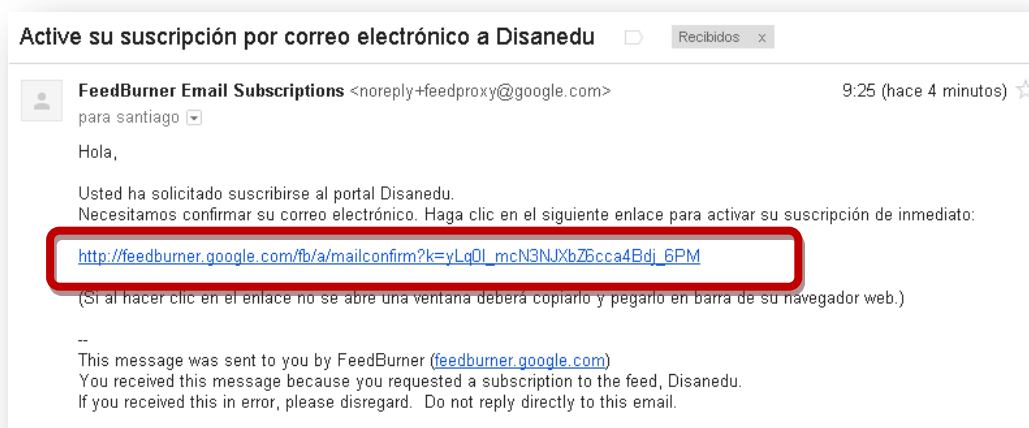 Active su suscripción por correo electrónico a Disanedu Recibidos x
FeedBurner Email Subscriptions <noreply+feedproxy@google.com> 9:25 (hace 4 minutos)
para santiago
Hola,
Usted ha solicitado suscribirse al portal Disanedu.
Necesitamos confirmar su correo electrónico. Haga clic en el siguiente enlace para activar su suscripción de inmediato:
http://feedburner.google.com/fb/a/mailconfirm?k=yLq0l_mcN3NJXbZ6cca4Bdj_6PM
(Si al hacer clic en el enlace no se abre una ventana deberá copiarlo y pegarlo en barra de su navegador web.)
--
This message was sent to you by FeedBurner (feedburner.google.com)
You received this message because you requested a subscription to the feed, Disanedu.
If you received this in error, please disregard. Do not reply directly to this email.